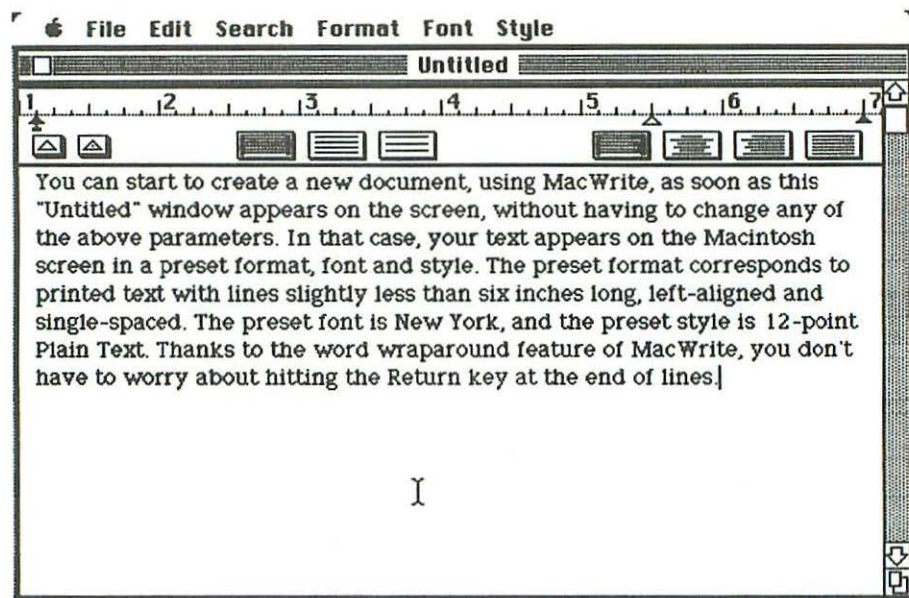 File Edit Search Format Font Style
Untitled
1 2 3 4 5 6 7
You can start to create a new document, using MacWrite, as soon as this
"Untitled" window appears on the screen, without having to change any of
the above parameters. In that case, your text appears on the Macintosh
screen in a preset format, font and style. The preset format corresponds to
printed text with lines slightly less than six inches long, left-aligned and
single-spaced. The preset font is New York, and the preset style is 12-point
Plain Text. Thanks to the word wraparound feature of MacWrite, you don't
have to worry about hitting the Return key at the end of lines.